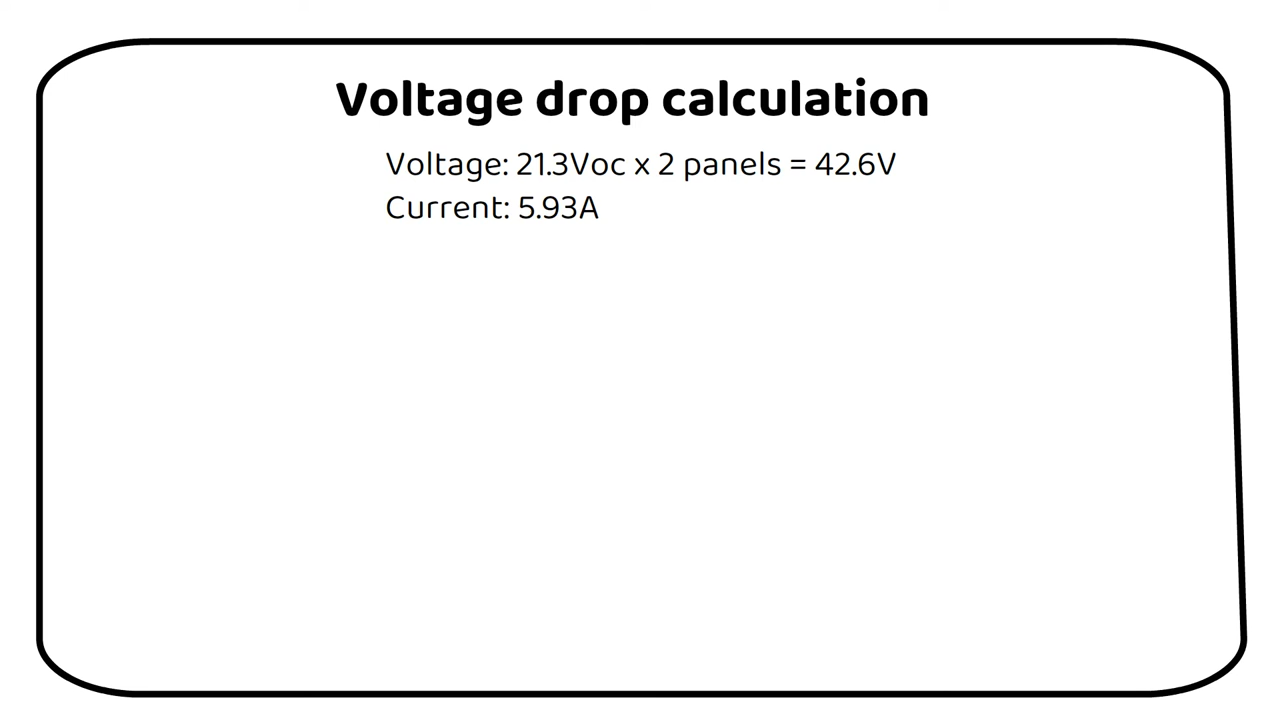 Voltage drop calculation
Voltage: 21.3Voc x 2 panels = 42.6V
Current: 5.93A